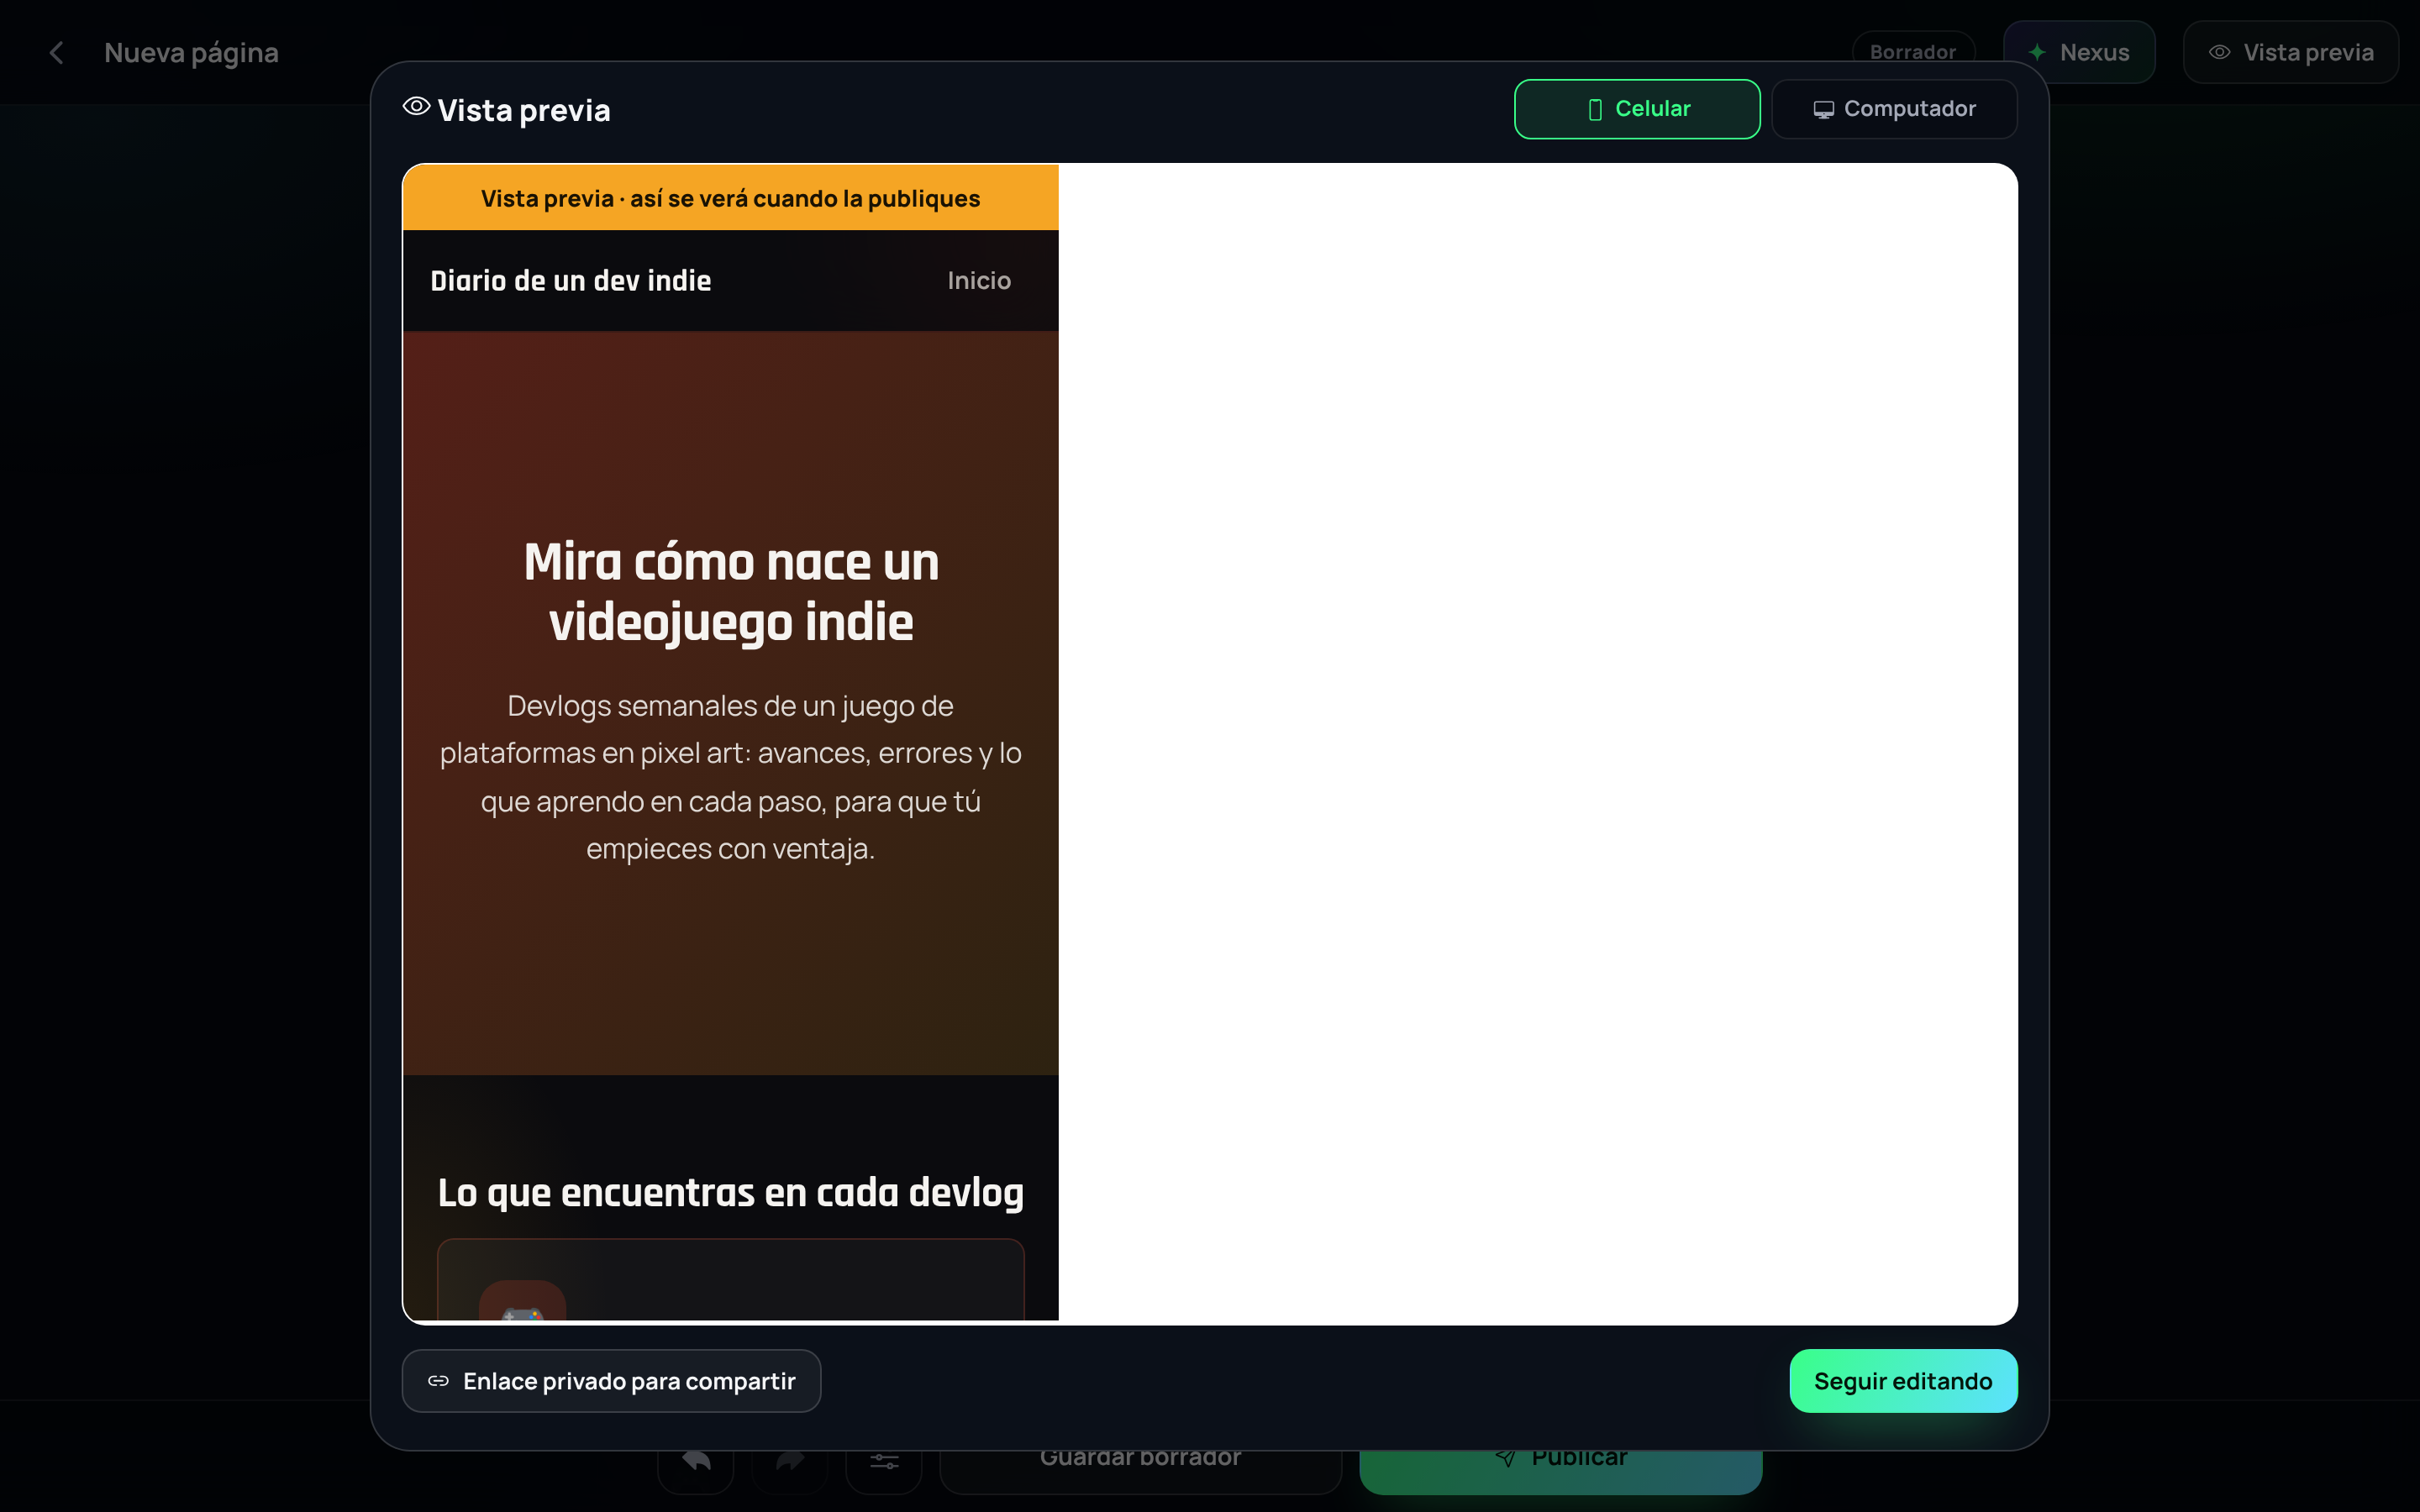 Nueva página
Borrador
Nexus
Vista previa
Vista previa
Celular
Computador
Vista previa · así se verá cuando la publiques
Diario de un dev indie
Inicio
Mira cómo nace un
videojuego indie
Devlogs semanales de un juego de
plataformas en pixel art: avances, errores y lo
que aprendo en cada paso, para que tú
empieces con ventaja.
Lo que encuentras en cada devlog
Enlace privado para compartir
Seguir editando
Guardar borrador
Publicar